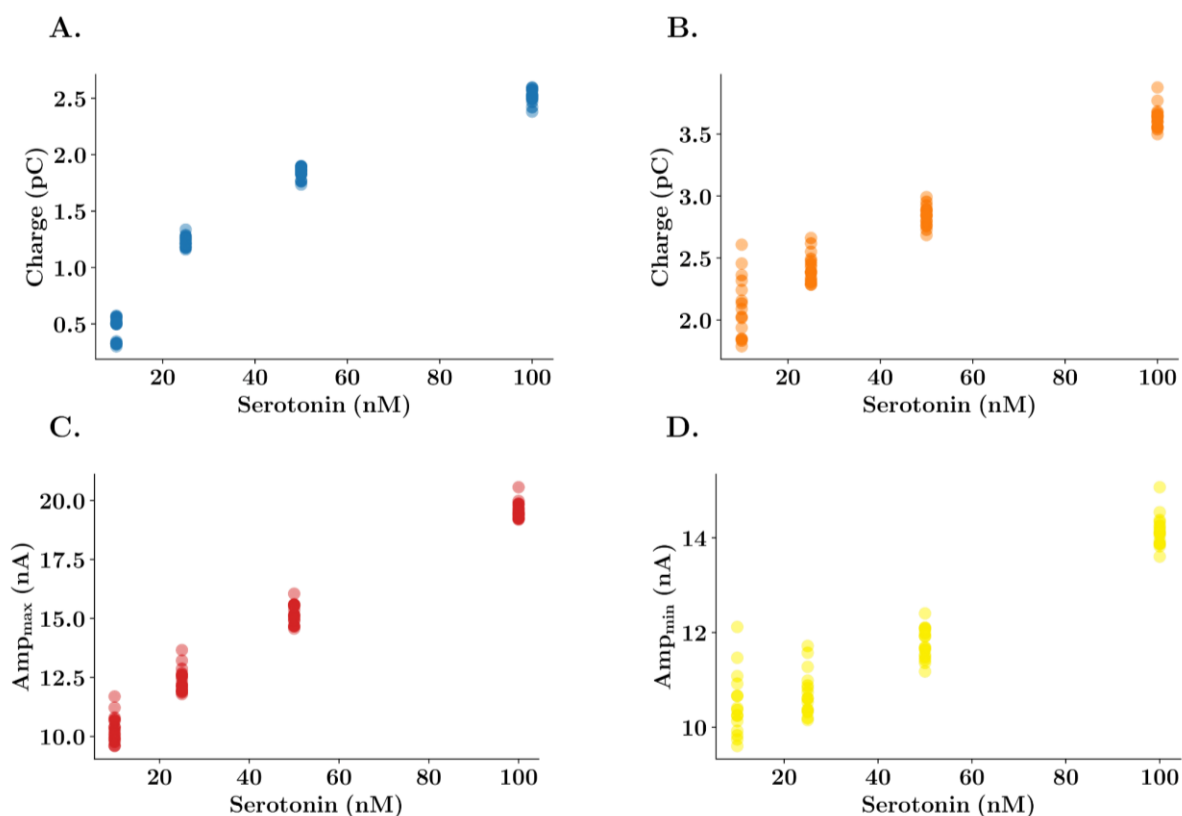 A.
2.5
2.0
1.5
1.0
0.5
Charge (pC)
20 40 60 80 100
Serotonin (nM)
B.
3.5
3.0
2.5
2.0
Charge (pC)
20 40 60 80 100
Serotonin (nM)
C.
20.0
17.5
15.0
12.5
10.0
Ampmax (nA)
20 40 60 80 100
Serotonin (nM)
D.
14
12
10
Ampmin (nA)
20 40 60 80 100
Serotonin (nM)